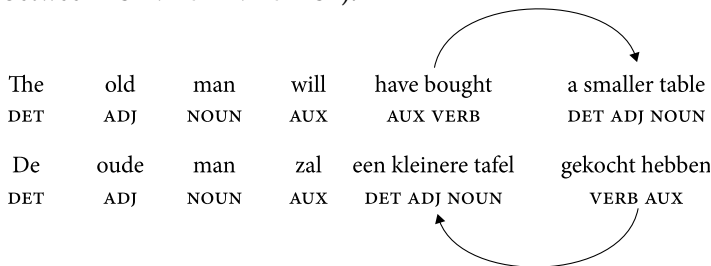 The old man will have bought a smaller table
DET ADJ NOUN AUX AUX VERB DET ADJ NOUN
De oude man zal een kleinere tafel gekocht hebben
DET ADJ NOUN AUX DET ADJ NOUN VERB AUX